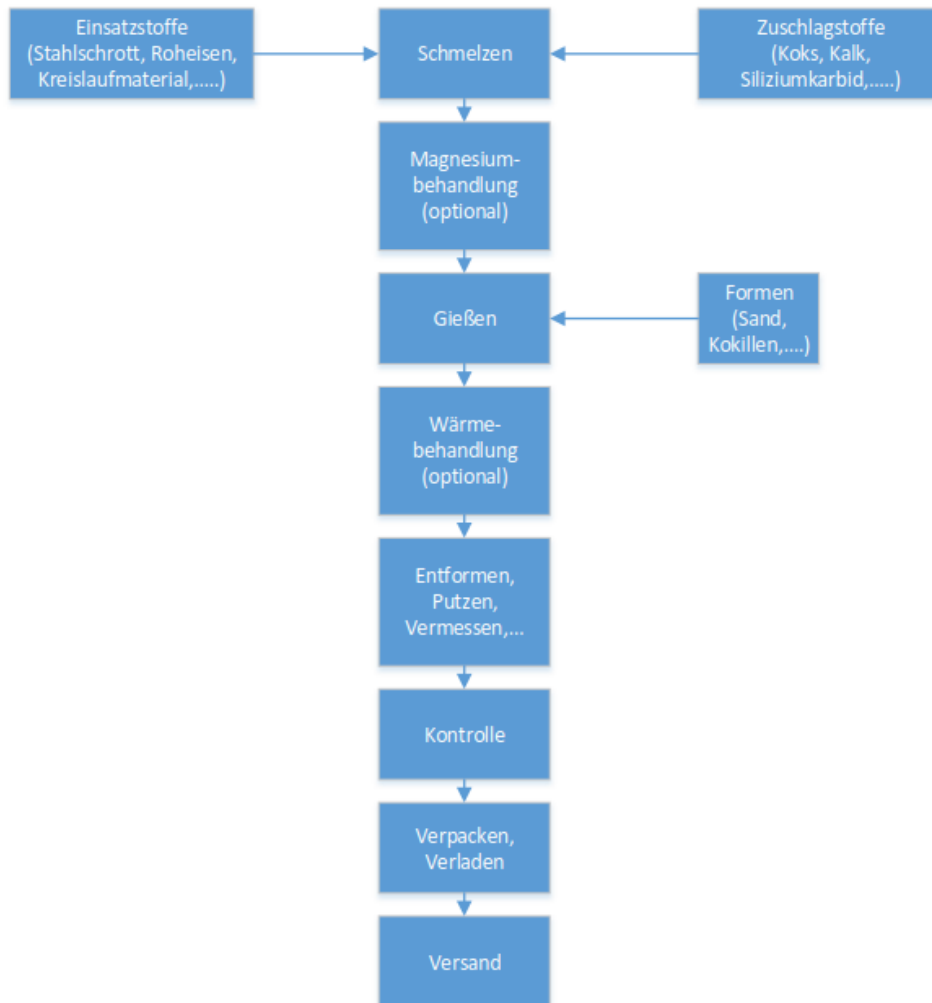 Einsatzstoffe
(Stahlschrott, Roheisen,
Kreislaufmaterial,.....)
Schmelzen
Zuschlagstoffe
(Koks, Kalk,
Siliziumkarbid,.....)
Magnesium-
behandlung
(optional)
Gießen
Formen
(Sand,
Kokillen,....)
Wärme-
behandlung
(optional)
Entformen,
Putzen,
Vermessen,...
Kontrolle
Verpacken,
Verladen
Versand